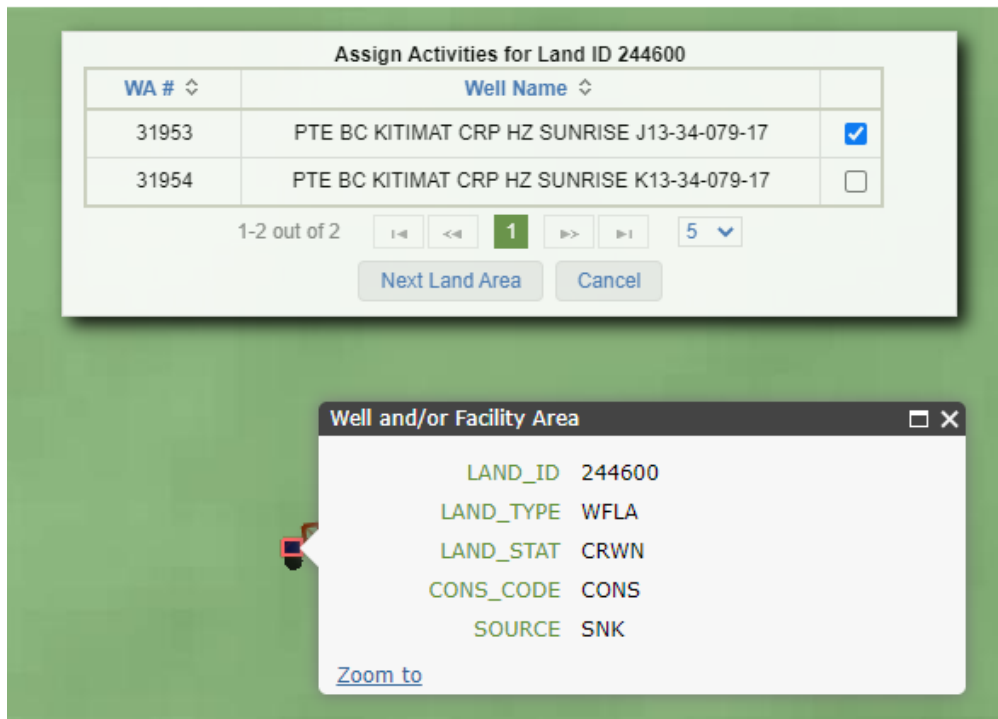 Assign Activities for Land ID 244600
WA # Well Name
31953 PTE BC KITIMAT CRP HZ SUNRISE J13-34-079-17
31954 PTE BC KITIMAT CRP HZ SUNRISE K13-34-079-17
1-2 out of 2 1 5
Next Land Area Cancel
Well and/or Facility Area
LAND_ID 244600
LAND_TYPE WFLA
LAND_STAT CRWN
CONS_CODE CONS
SOURCE SNK
Zoom to